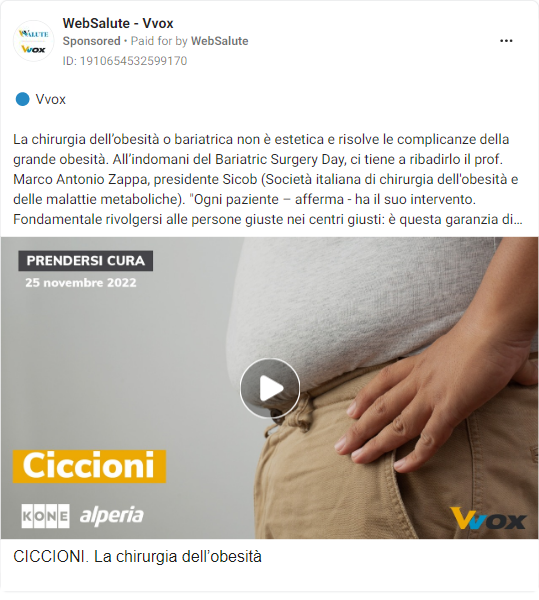 WebSalute - Vvox
Sponsored • Paid for by WebSalute
ID: 1910654532599170
SALUTE
Vvox
Vvox
La chirurgia dell’obesità o bariatrica non è estetica e risolve le complicanze della
grande obesità. All’indomani del Bariatric Surgery Day, ci tiene a ribadirlo il prof.
Marco Antonio Zappa, presidente Sicob (Società italiana di chirurgia dell'obesità e
delle malattie metaboliche). "Ogni paziente – afferma - ha il suo intervento.
Fondamentale rivolgersi alle persone giuste nei centri giusti: è questa garanzia di...
PRENDERSI CURA
25 novembre 2022
Ciccioni
KONE alperia
Vvox
CICCIONI. La chirurgia dell’obesità